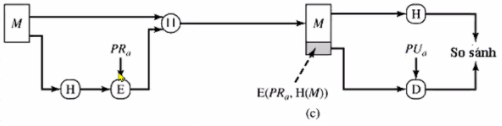 M
||
M
H
PRₐ
PUₐ
So sánh
H
E
D
E(PRₐ, H(M))
(c)